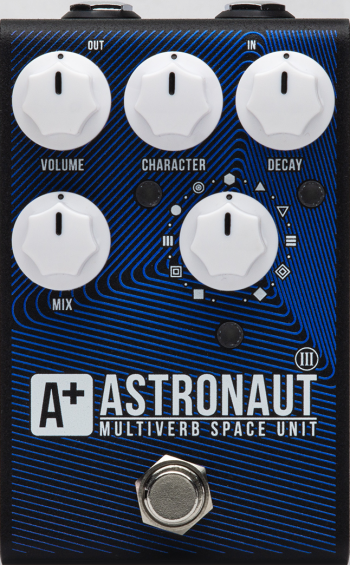 OUT IN
VOLUME CHARACTER DECAY
MIX
III
A+ ASTRONAUT
MULTIVERB SPACE UNIT